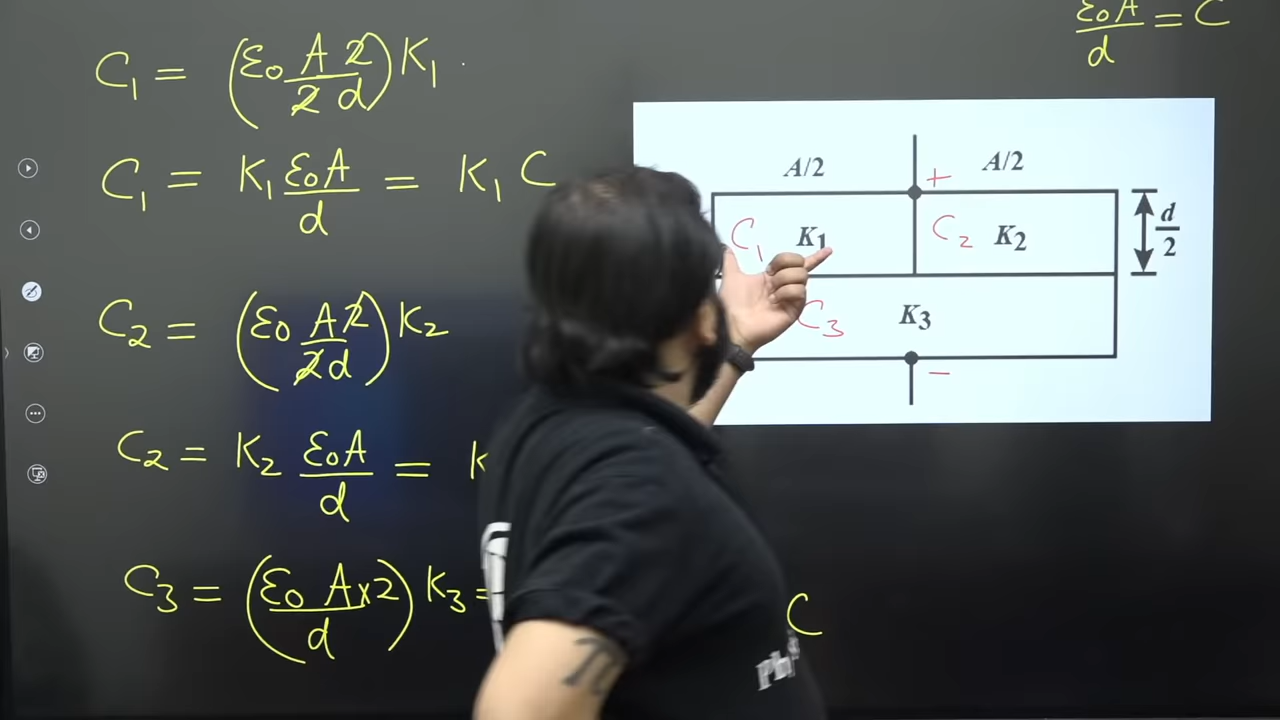 ε₀A/d = C
C₁ = (ε₀ A 2/2 d) K₁
C₁ = K₁ ε₀A/d = K₁ C
C₂ = (ε₀ A 2/2 d) K₂
C₂ = K₂ ε₀A/d = K
C₃ = (ε₀ A×2/d) K₃ =
C
A/2 + A/2
C₁ K₁ C₂ K₂ d/2
C₃ K₃
−